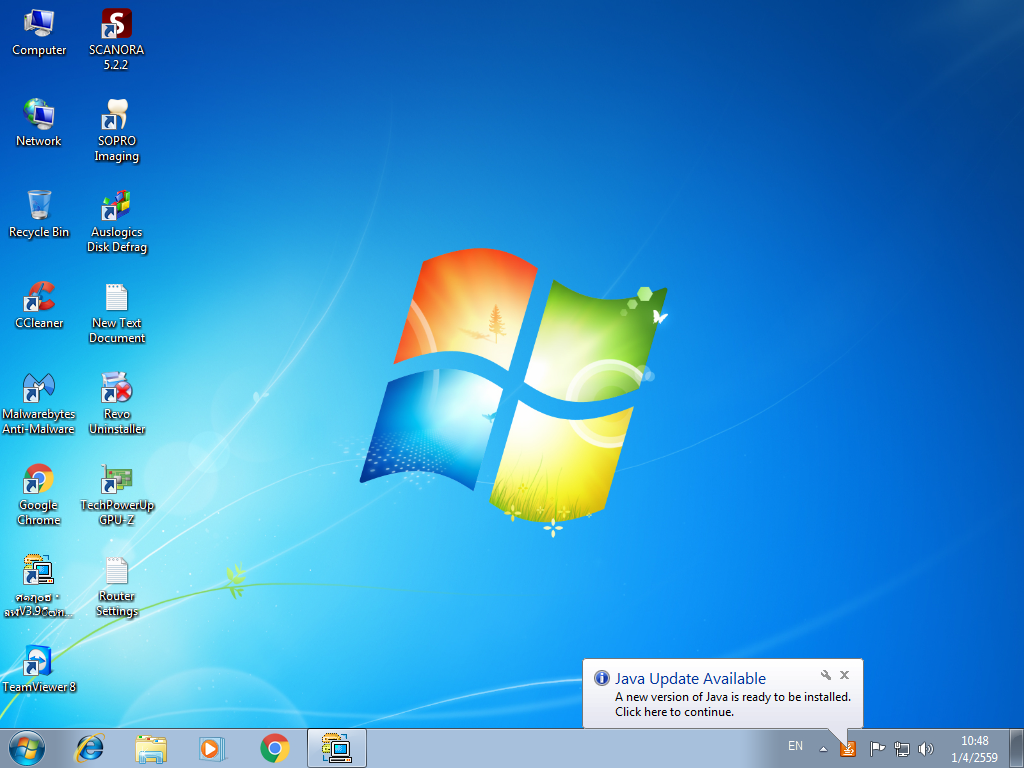 Computer
SCANORA
5.2.2
Network
SOPRO
Imaging
Recycle Bin
Auslogics
Disk Defrag
CCleaner
New Text
Document
Malwarebytes
Anti-Malware
Revo
Uninstaller
Google
Chrome
TechPowerUp
GPU-Z
Router
Settings
TeamViewer 8
Java Update Available
A new version of Java is ready to be installed.
Click here to continue.
EN
10:48
1/4/2559